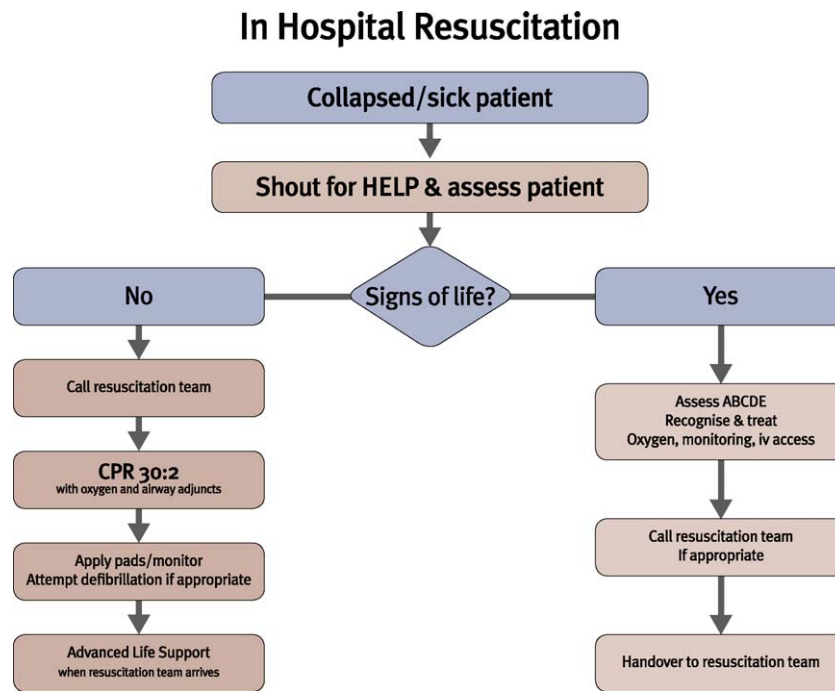 In Hospital Resuscitation
Collapsed/sick patient
Shout for HELP & assess patient
Signs of life?
No
Call resuscitation team
CPR 30:2
with oxygen and airway adjuncts
Apply pads/monitor
Attempt defibrillation if appropriate
Advanced Life Support
when resuscitation team arrives
Yes
Assess ABCDE
Recognise & treat
Oxygen, monitoring, iv access
Call resuscitation team
If appropriate
Handover to resuscitation team